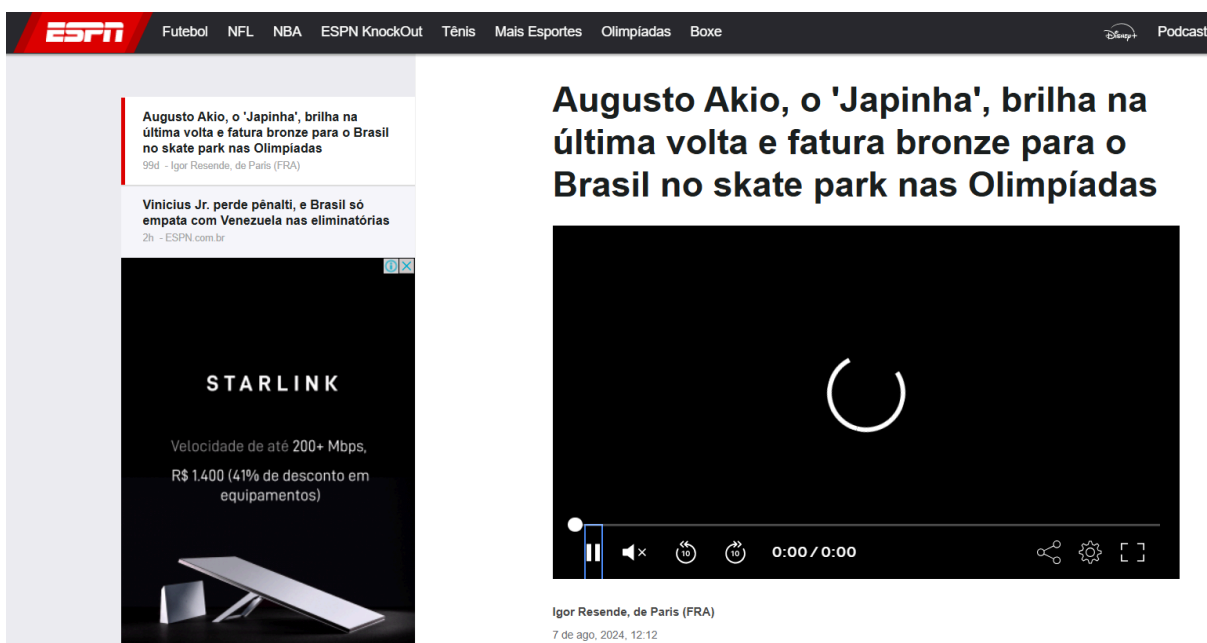 ESPN Futebol NFL NBA ESPN KnockOut Tênis Mais Esportes Olimpíadas Boxe Disney+ Podcast
Augusto Akio, o 'Japinha', brilha na
última volta e fatura bronze para o Brasil
no skate park nas Olimpíadas
99d - Igor Resende, de Paris (FRA)
Vinicius Jr. perde pênalti, e Brasil só
empata com Venezuela nas eliminatórias
2h - ESPN.com.br
STARLINK
Velocidade de até 200+ Mbps,
R$ 1.400 (41% de desconto em
equipamentos)
Augusto Akio, o 'Japinha', brilha na
última volta e fatura bronze para o
Brasil no skate park nas Olimpíadas
10 10 0:00 / 0:00
Igor Resende, de Paris (FRA)
7 de ago, 2024, 12:12